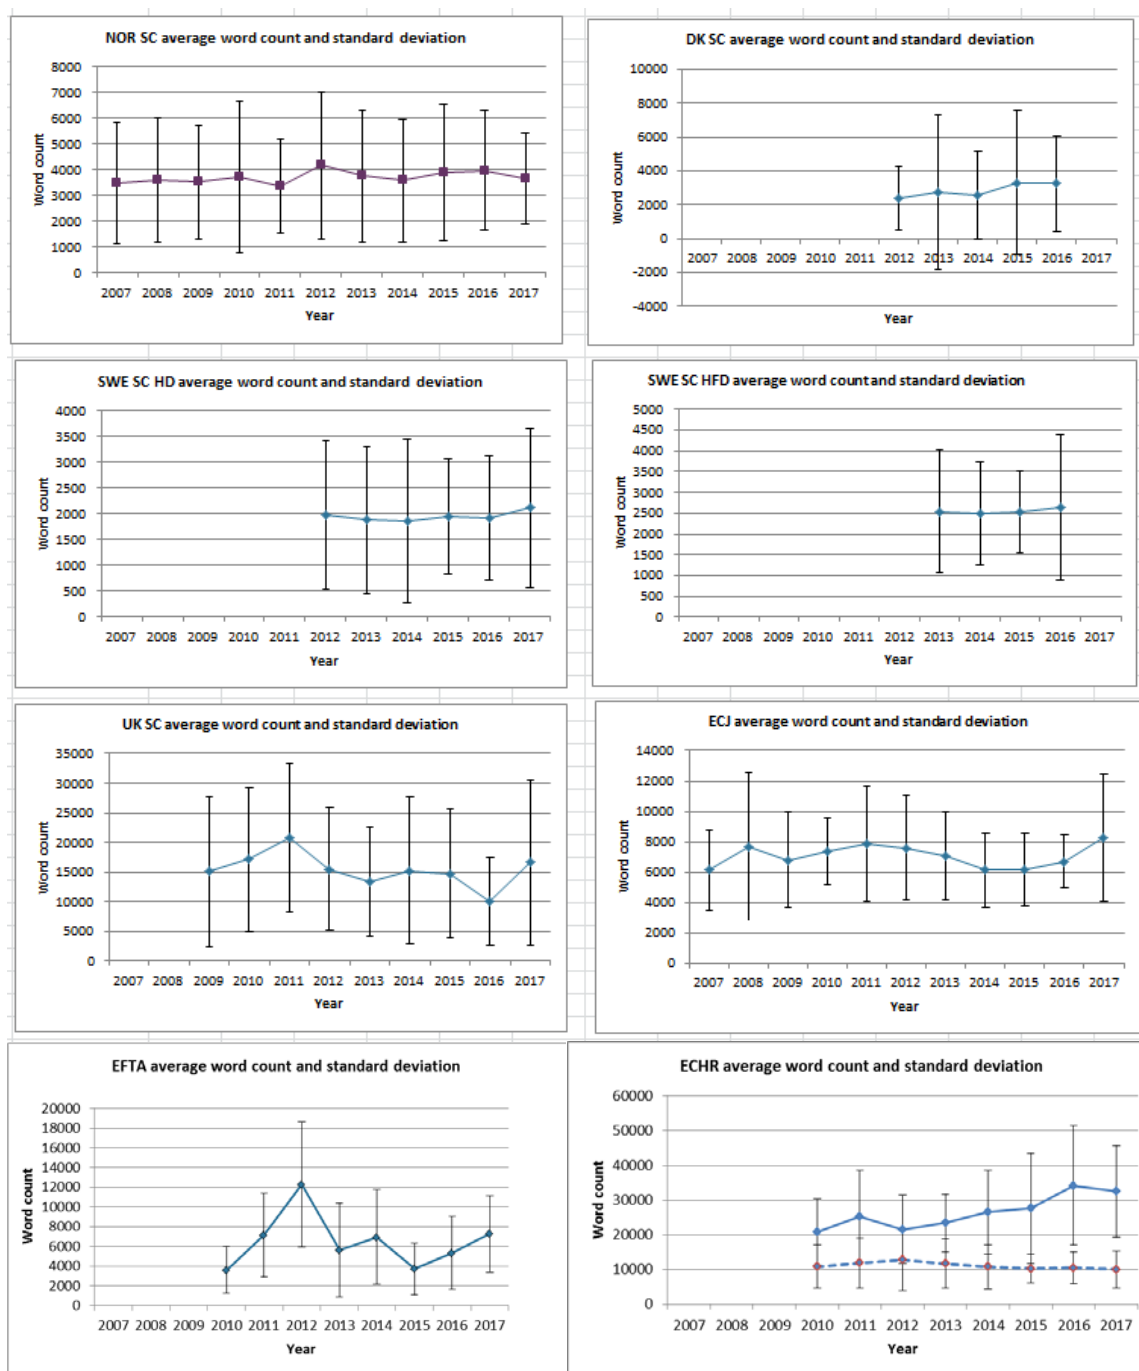 NOR SC average word count and standard deviation
8000
7000
6000
5000
4000
3000
2000
1000
0
Word count
2007 2008 2009 2010 2011 2012 2013 2014 2015 2016 2017
Year
DK SC average word count and standard deviation
10000
8000
6000
4000
2000
0
-2000
-4000
Word count
2007 2008 2009 2010 2011 2012 2013 2014 2015 2016 2017
Year
SWE SC HD average word count and standard deviation
4000
3500
3000
2500
2000
1500
1000
500
0
Word count
2007 2008 2009 2010 2011 2012 2013 2014 2015 2016 2017
Year
SWE SC HFD average word count and standard deviation
5000
4500
4000
3500
3000
2500
2000
1500
1000
500
0
Word count
2007 2008 2009 2010 2011 2012 2013 2014 2015 2016 2017
Year
UK SC average word count and standard deviation
35000
30000
25000
20000
15000
10000
5000
0
Word count
2007 2008 2009 2010 2011 2012 2013 2014 2015 2016 2017
Year
ECJ average word count and standard deviation
14000
12000
10000
8000
6000
4000
2000
0
Word count
2007 2008 2009 2010 2011 2012 2013 2014 2015 2016 2017
Year
EFTA average word count and standard deviation
20000
18000
16000
14000
12000
10000
8000
6000
4000
2000
0
Word count
2007 2008 2009 2010 2011 2012 2013 2014 2015 2016 2017
Year
ECHR average word count and standard deviation
60000
50000
40000
30000
20000
10000
0
Word count
2007 2008 2009 2010 2011 2012 2013 2014 2015 2016 2017
Year